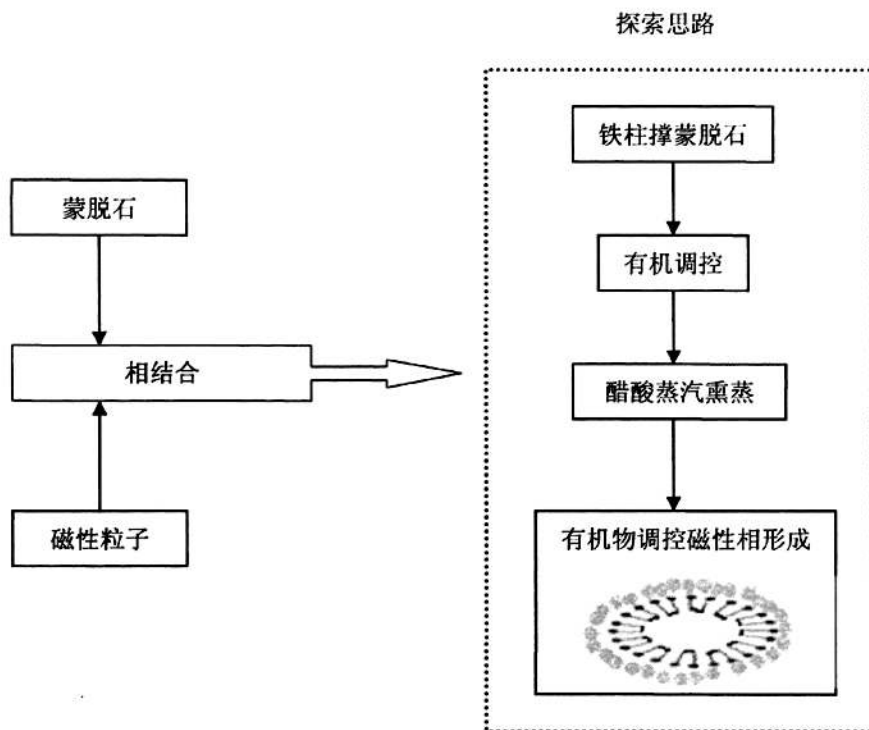 探索思路
铁柱撑蒙脱石
蒙脱石
有机调控
相结合
醋酸蒸汽熏蒸
磁性粒子
有机物调控磁性相形成